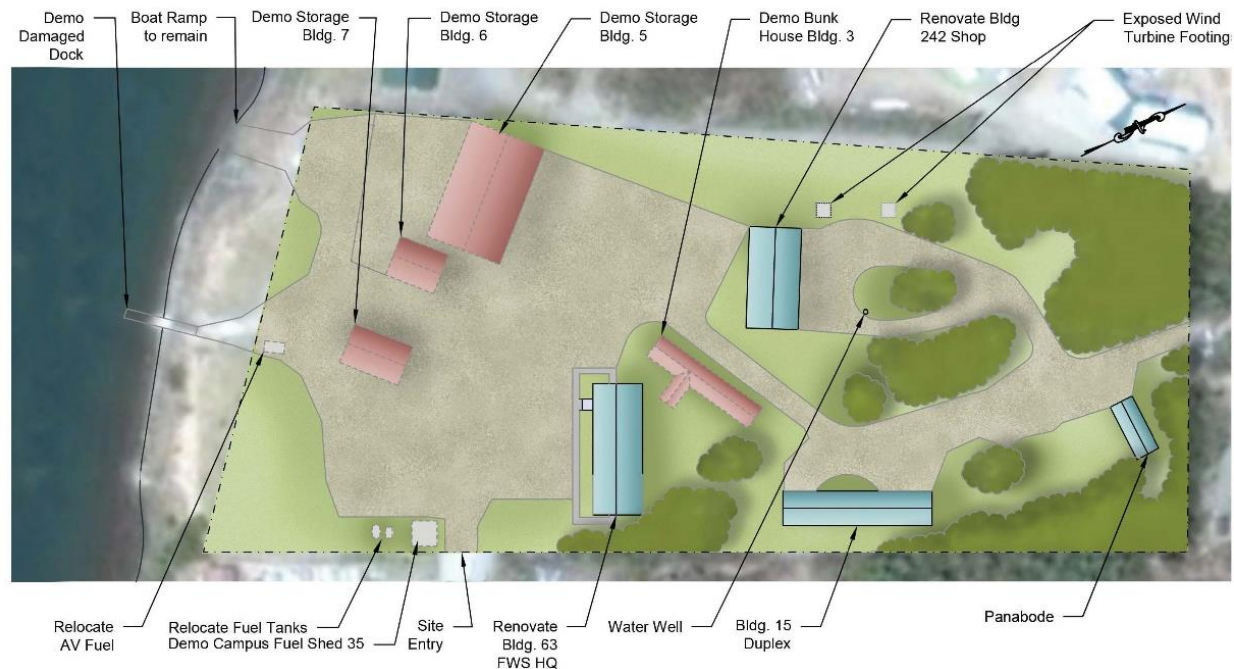 Demo
Damaged
Dock
Boat Ramp
to remain
Demo Storage
Bldg. 7
Demo Storage
Bldg. 6
Demo Storage
Bldg. 5
Demo Bunk
House Bldg. 3
Renovate Bldg
242 Shop
Exposed Wind
Turbine Footing
Relocate
AV Fuel
Relocate Fuel Tanks
Demo Campus Fuel Shed 35
Site
Entry
Renovate
Bldg. 63
FWS HQ
Water Well
Bldg. 15
Duplex
Panabode